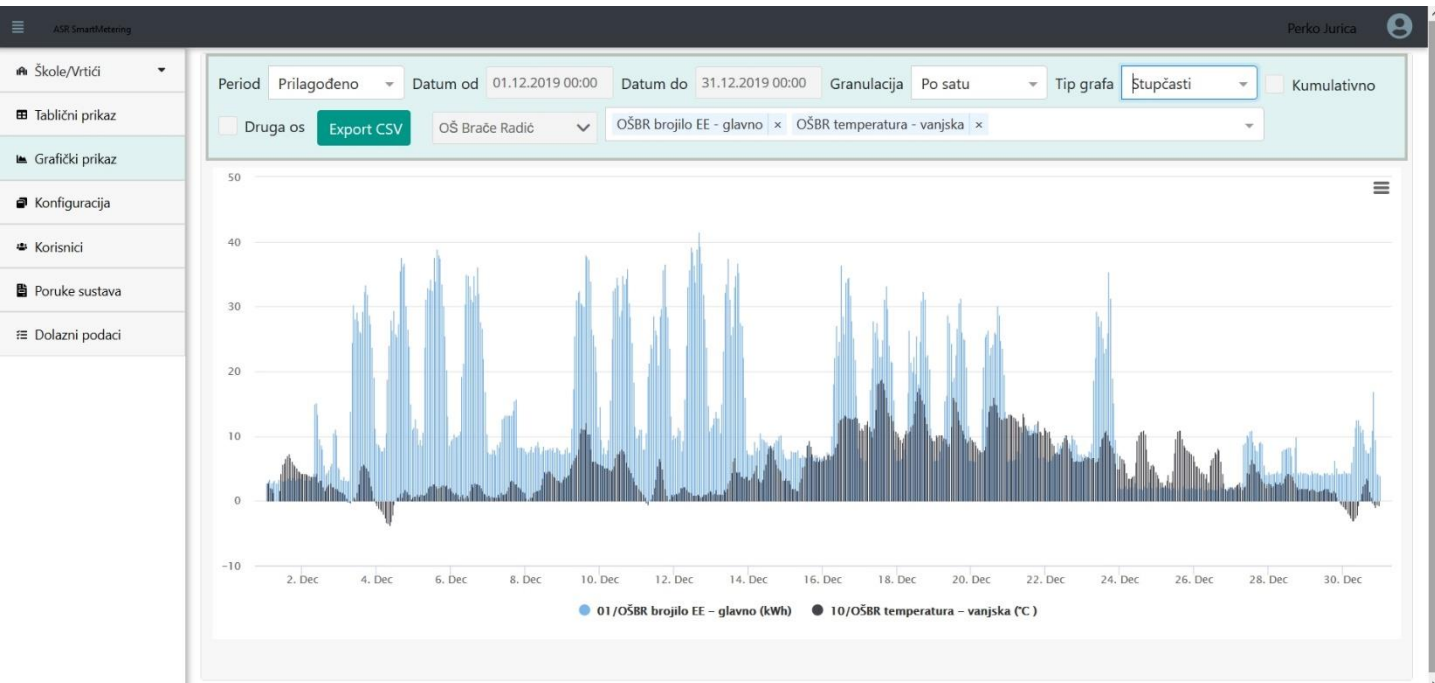 ASR SmartMetering
Perko Jurica
Škole/Vrtići
Tablični prikaz
Grafički prikaz
Konfiguracija
Korisnici
Poruke sustava
Dolazni podaci
Period Prilagođeno Datum od 01.12.2019 00:00 Datum do 31.12.2019 00:00 Granulacija Po satu Tip grafa Stupčasti Kumulativno
Druga os Export CSV OŠ Braće Radić OŠBR brojilo EE - glavno × OŠBR temperatura - vanjska ×
50
40
30
20
10
0
-10
2. Dec 4. Dec 6. Dec 8. Dec 10. Dec 12. Dec 14. Dec 16. Dec 18. Dec 20. Dec 22. Dec 24. Dec 26. Dec 28. Dec 30. Dec
01/OŠBR brojilo EE – glavno (kWh) 10/OŠBR temperatura – vanjska (℃ )